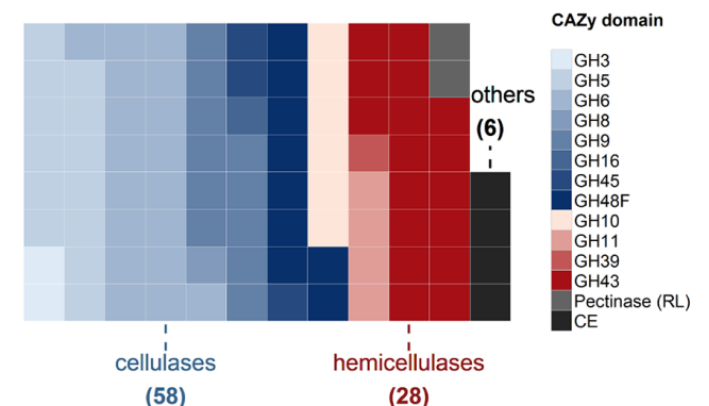 CAZy domain
GH3
GH5
GH6
GH8
GH9
GH16
GH45
GH48F
GH10
GH11
GH39
GH43
Pectinase (RL)
CE
others
(6)
cellulases
(58)
hemicellulases
(28)